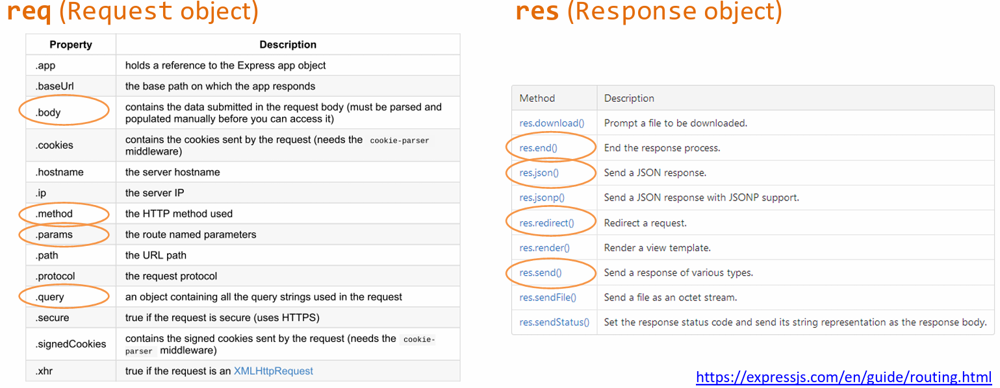 req (Request object)
Property Description
.app holds a reference to the Express app object
.baseUrl the base path on which the app responds
.body contains the data submitted in the request body (must be parsed and
populated manually before you can access it)
.cookies contains the cookies sent by the request (needs the cookie-parser
middleware)
.hostname the server hostname
.ip the server IP
.method the HTTP method used
.params the route named parameters
.path the URL path
.protocol the request protocol
.query an object containing all the query strings used in the request
.secure true if the request is secure (uses HTTPS)
.signedCookies contains the signed cookies sent by the request (needs the cookie-
parser middleware)
.xhr true if the request is an XMLHttpRequest
res (Response object)
Method Description
res.download() Prompt a file to be downloaded.
res.end() End the response process.
res.json() Send a JSON response.
res.jsonp() Send a JSON response with JSONP support.
res.redirect() Redirect a request.
res.render() Render a view template.
res.send() Send a response of various types.
res.sendFile() Send a file as an octet stream.
res.sendStatus() Set the response status code and send its string representation as the response body.
https://expressjs.com/en/guide/routing.html